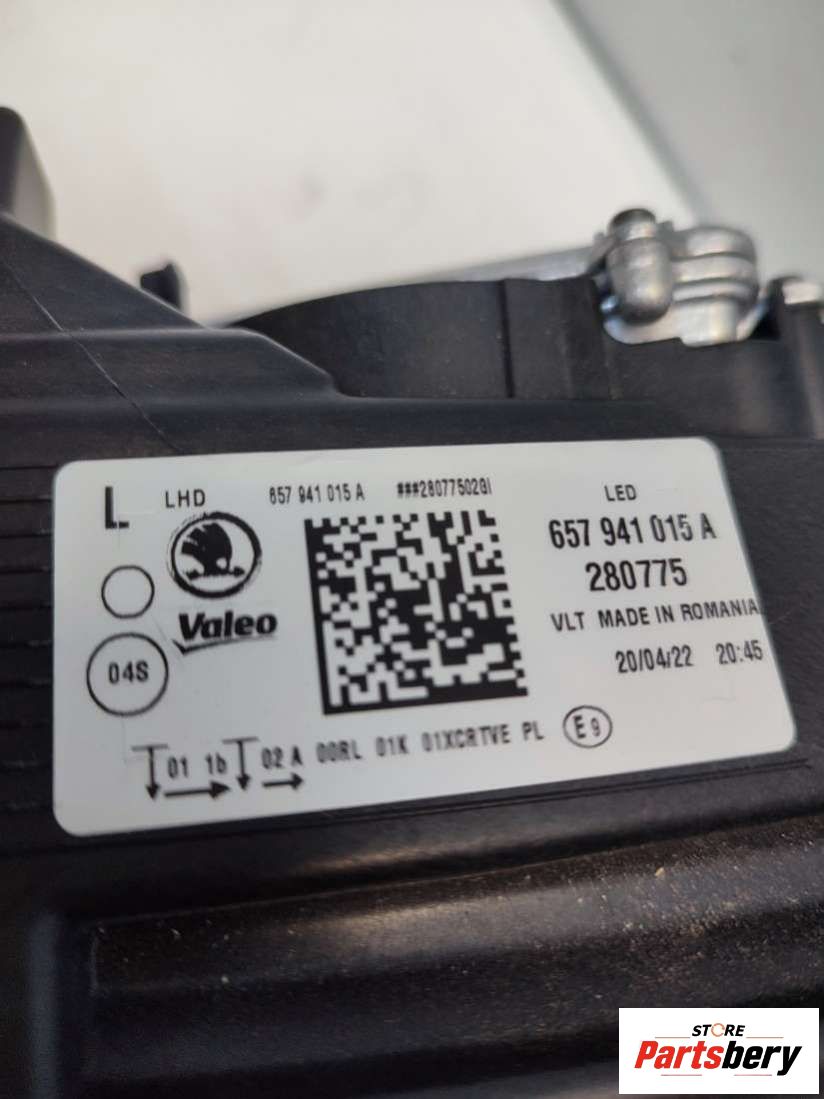 L LHD 657 941 015 A ###28077502GI LED
657 941 015 A
280775
Valeo
VLT MADE IN ROMANIA
04S
20/04/22 20:45
01 1b 02 A 00RL 01K 01XCRTVE PL E9
STORE
Partsbery